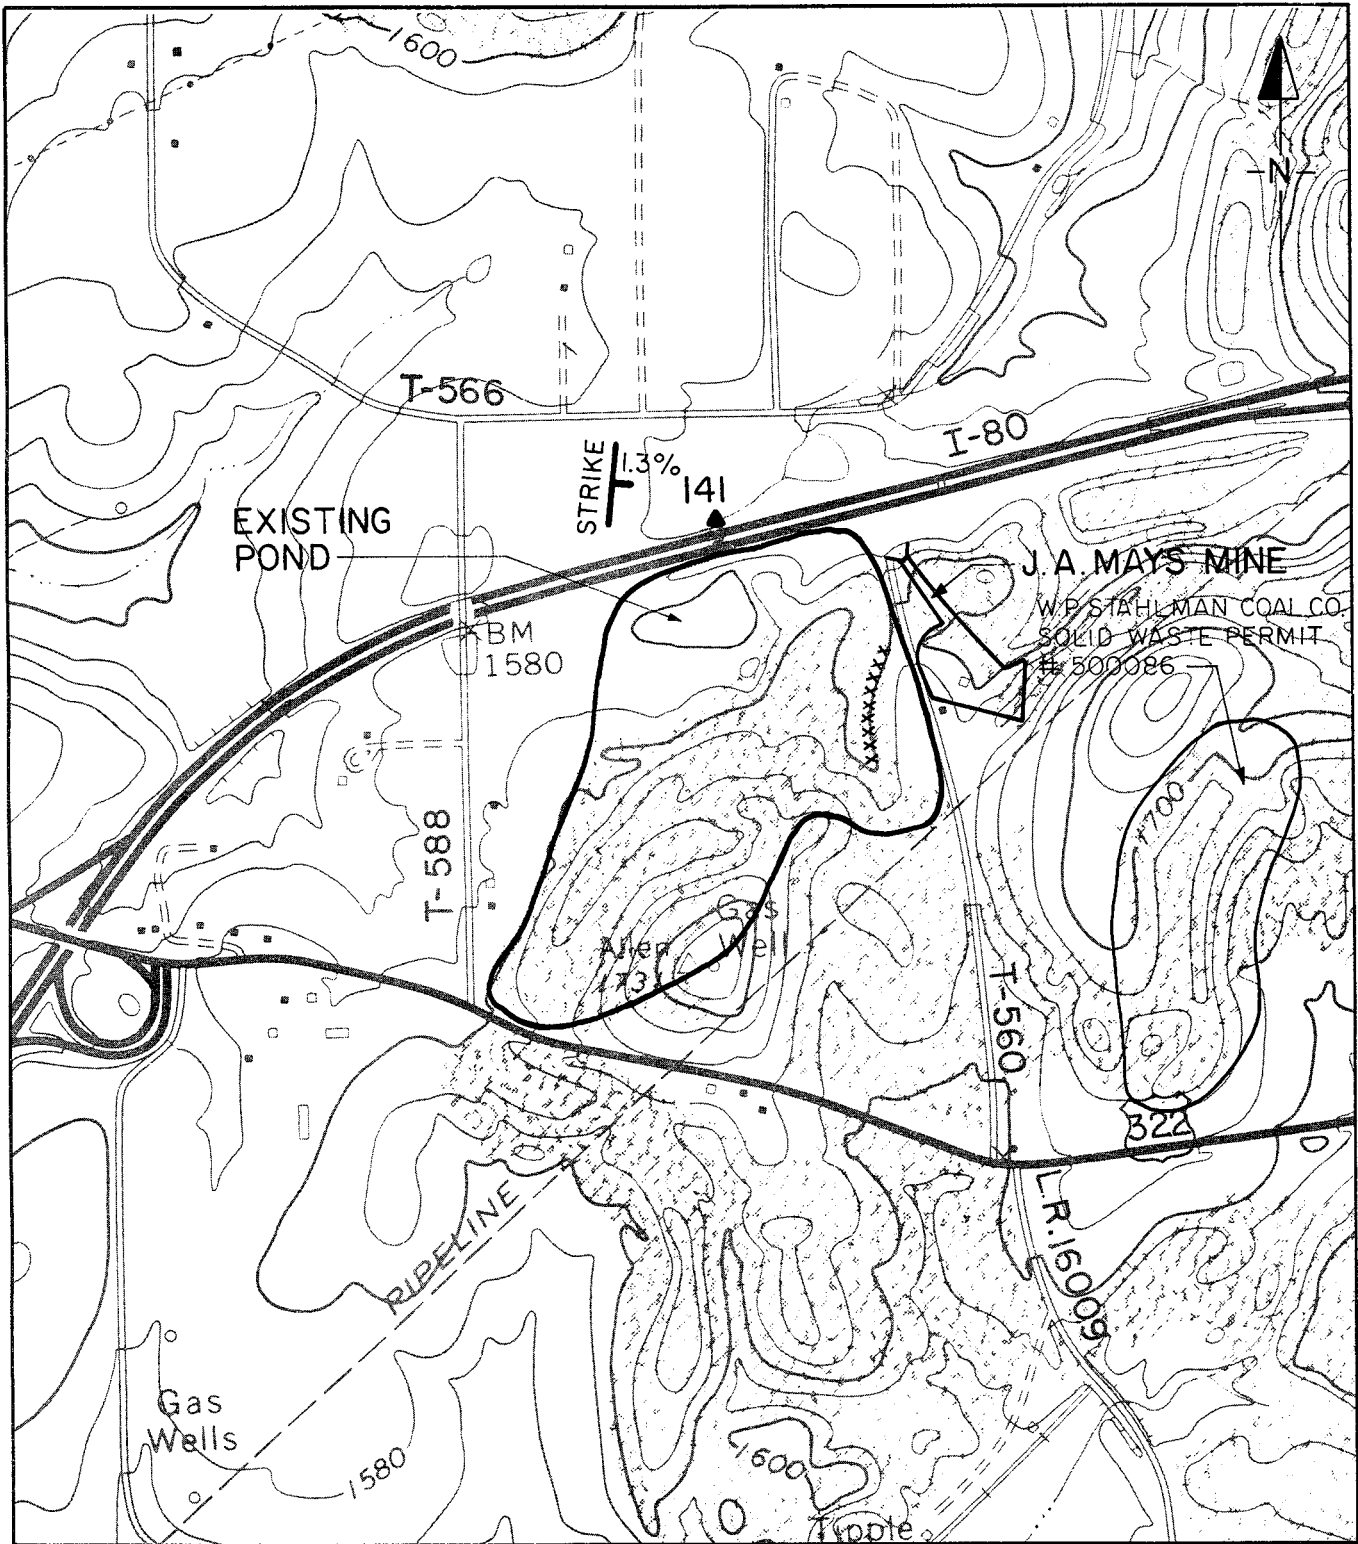 1600
-N-
T-566
I-80
STRIKE
1.3%
141
EXISTING
POND
J. A. MAYS MINE
W.P. STAHLMAN COAL CO.
SOLID WASTE PERMIT
# 500086
BM
1580
1700
T-588
Gas
Well
Allen
T-560
322
PIPELINE
L.R.16009
Gas
Wells
1580
1600
Tipple